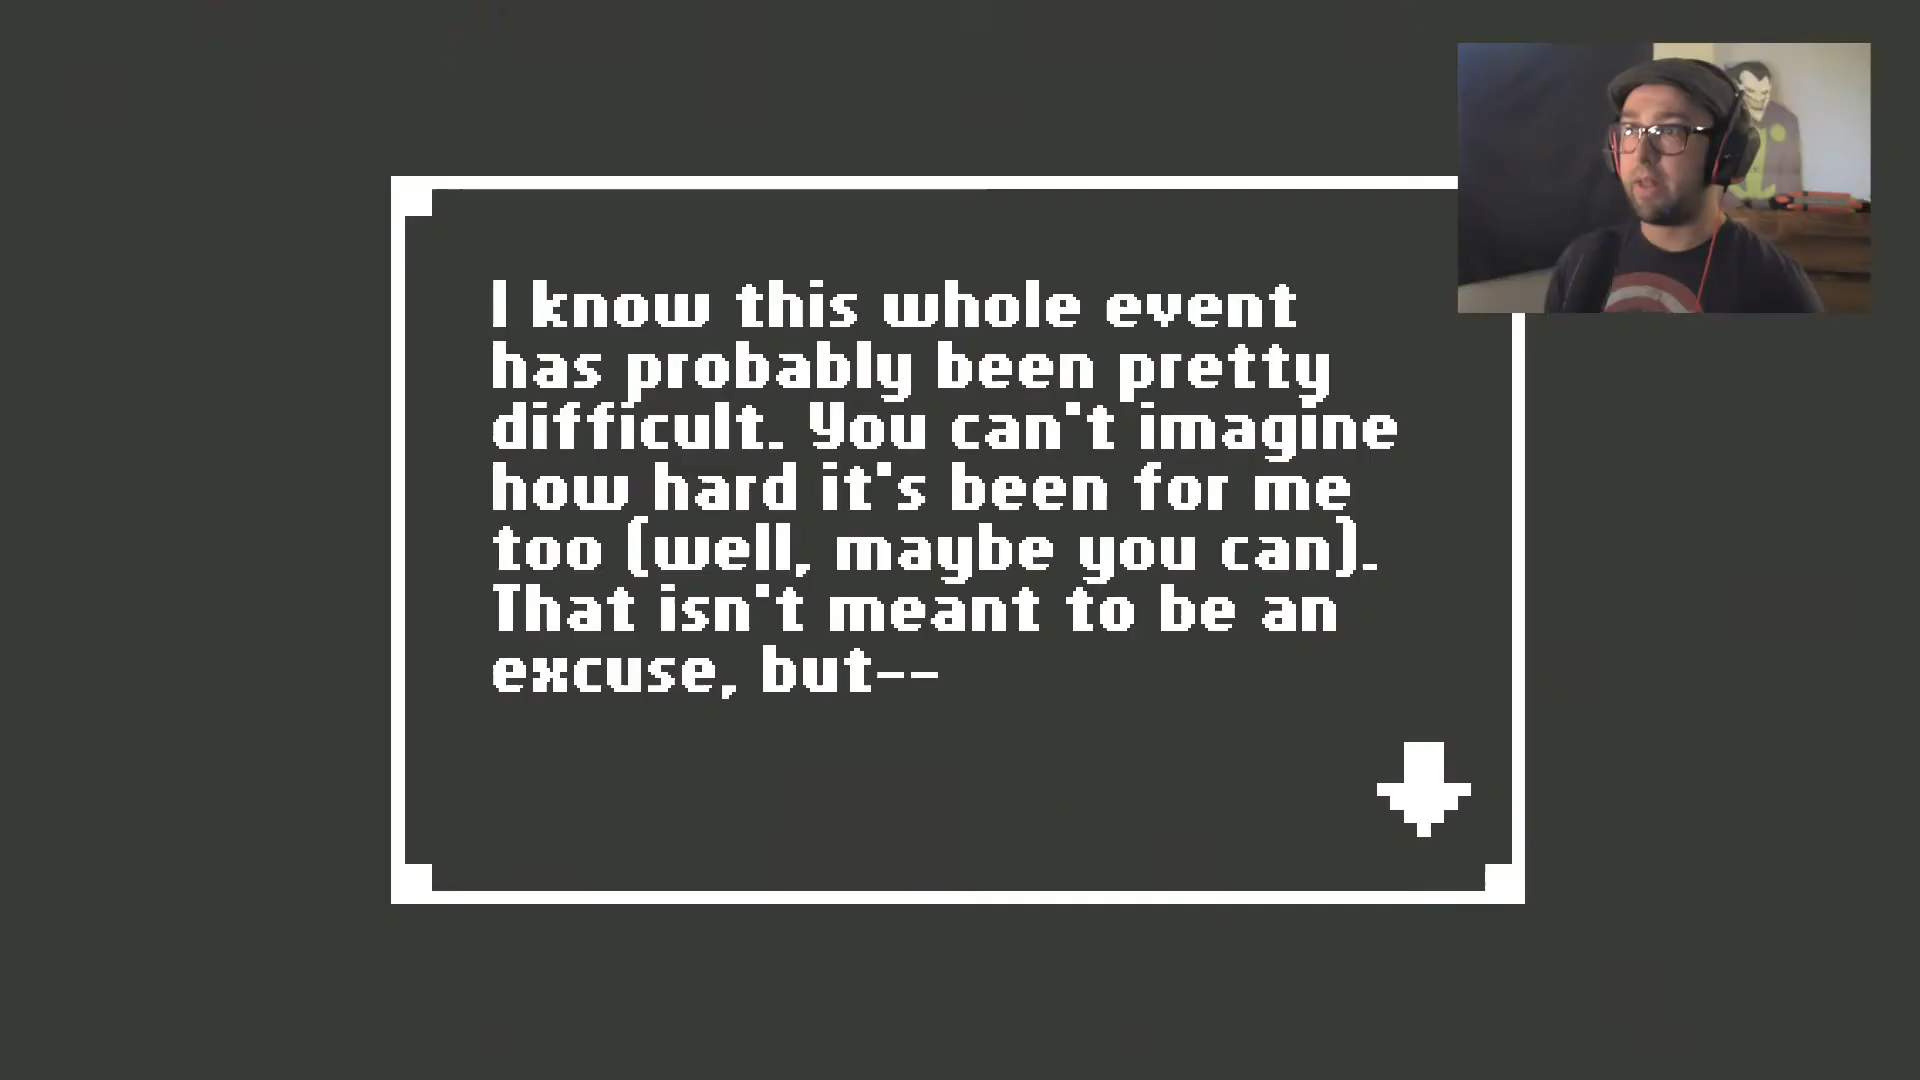 I know this whole event
has probably been pretty
difficult. You can't imagine
how hard it's been for me
too (well, maybe you can).
That isn't meant to be an
excuse, but--